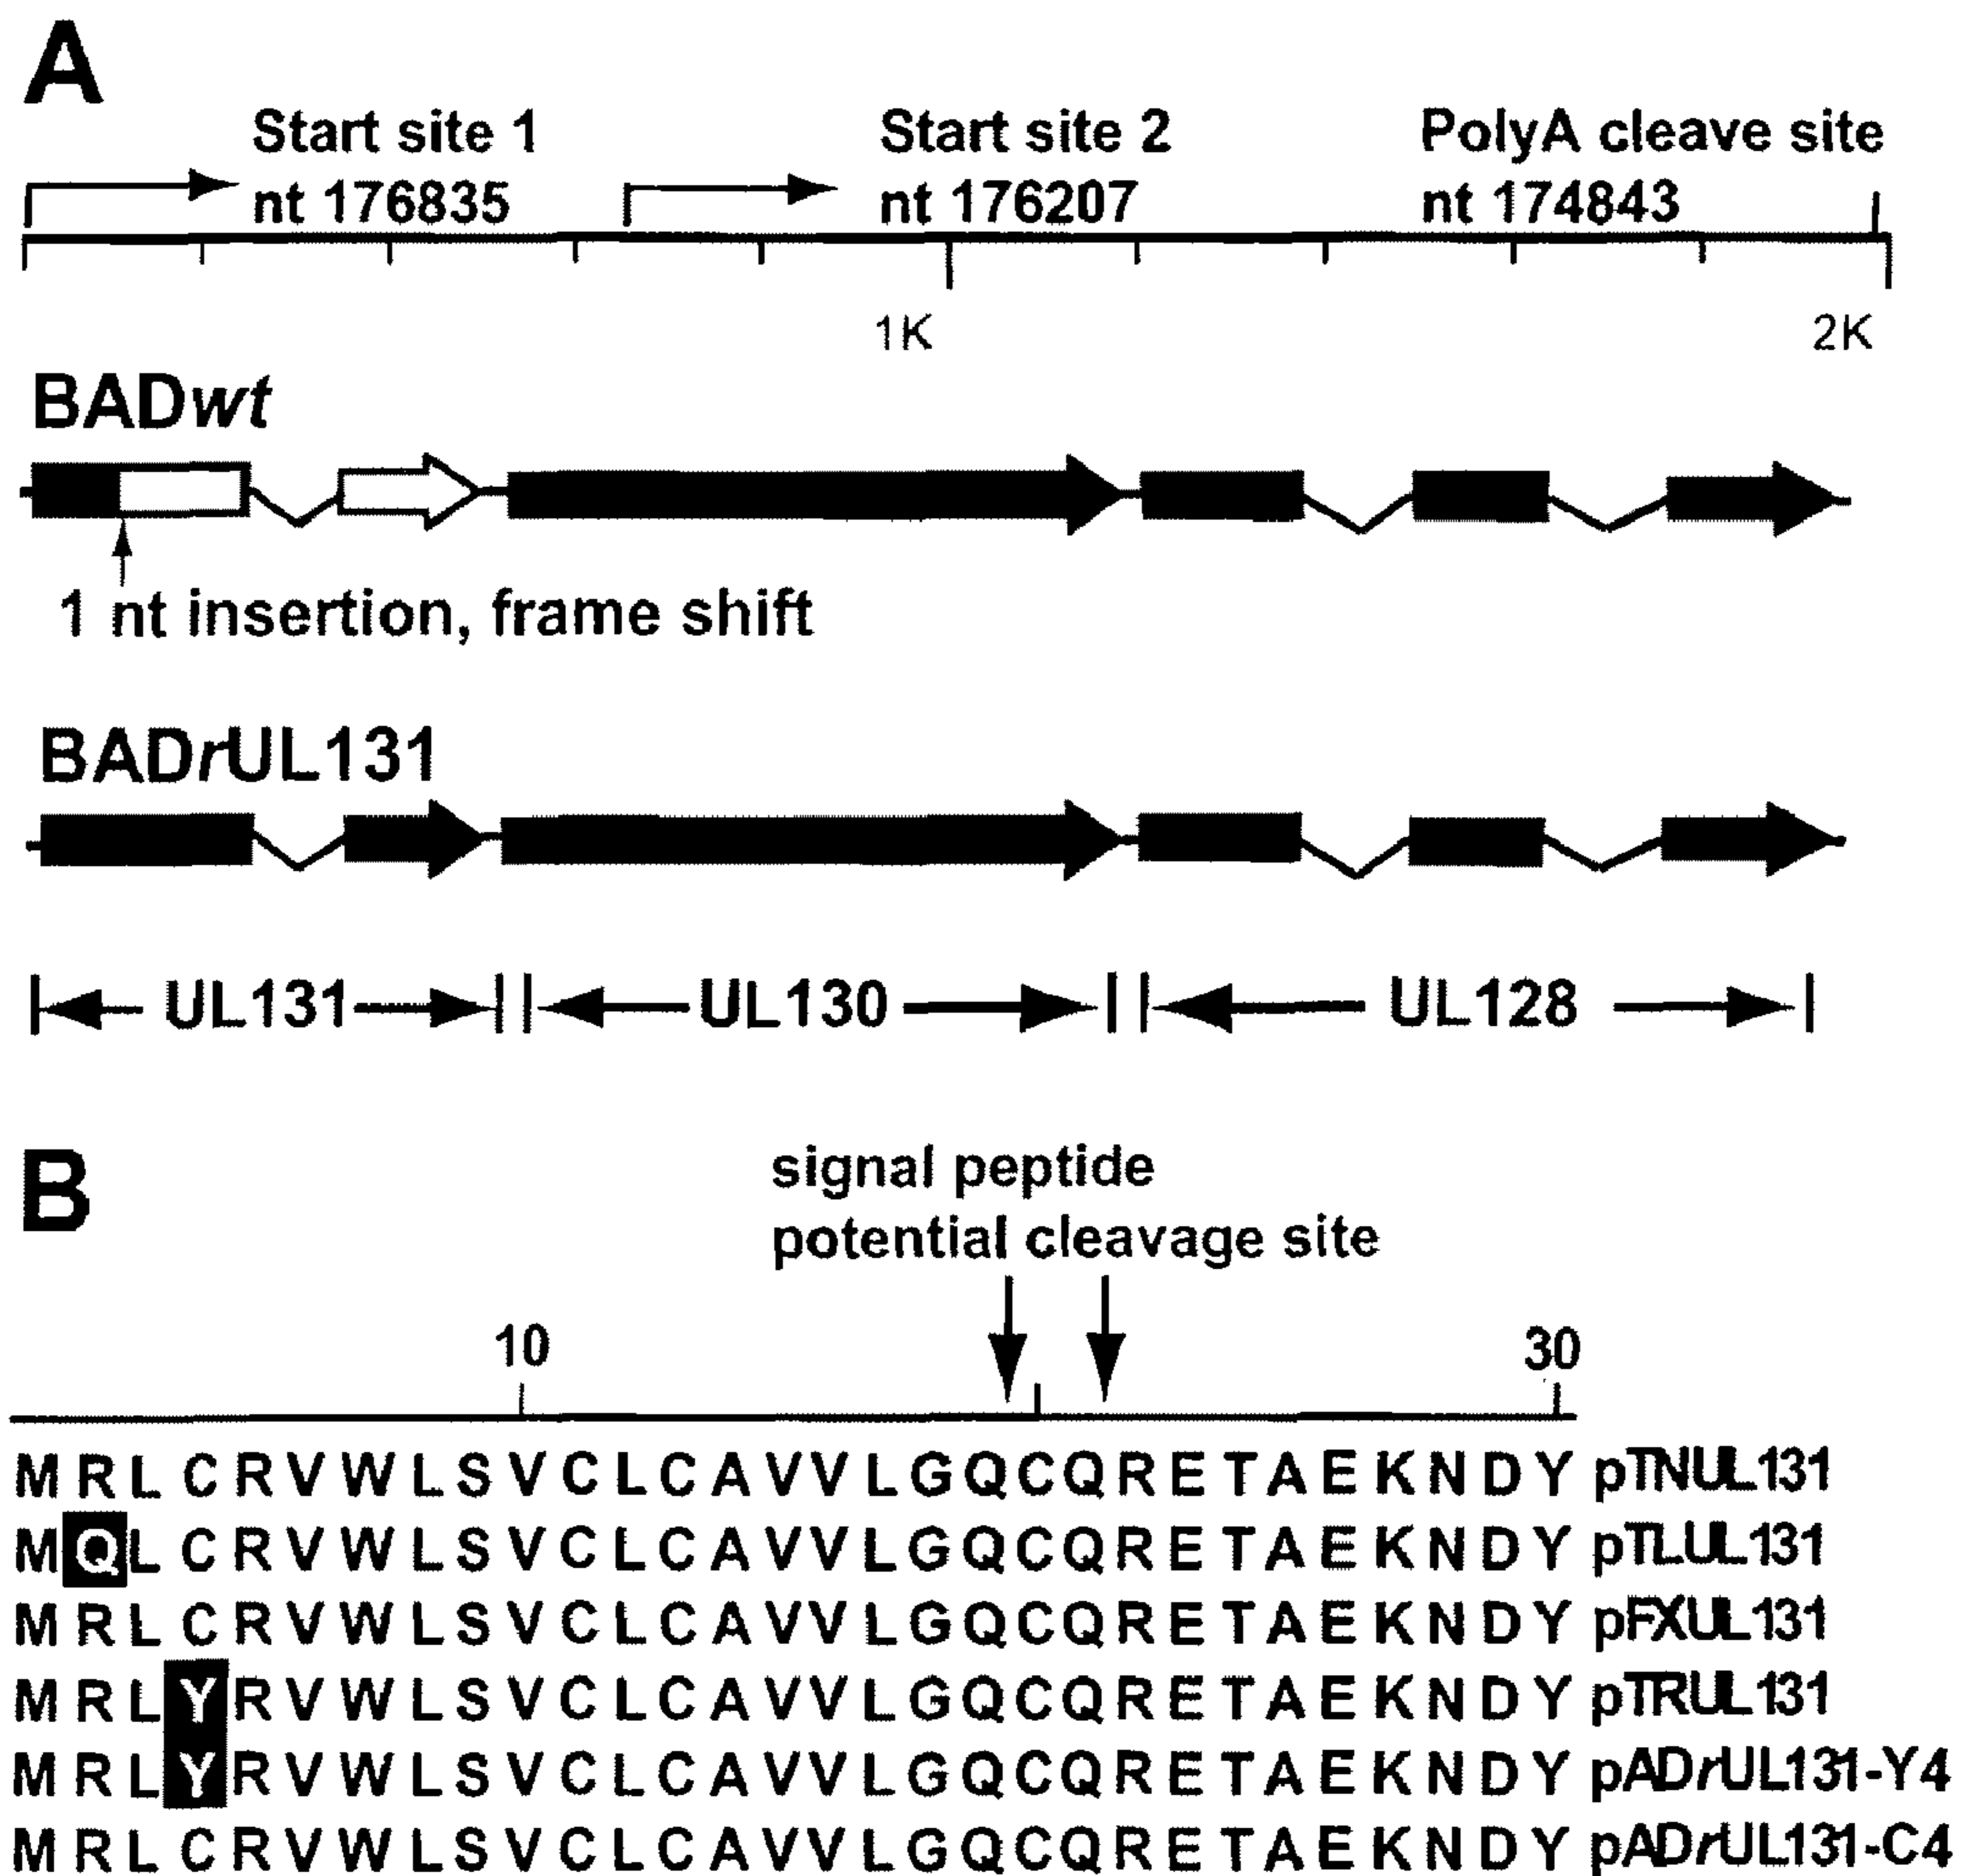 A
Start site 1
nt 176835
Start site 2
nt 176207
PolyA cleave site
nt 174843
1K
2K
BADwt
1 nt insertion, frame shift
BADrUL131
UL131
UL130
UL128
B
signal peptide
potential cleavage site
10
30
M R L C R V W L S V C L C A V V L G Q C Q R E T A E K N D Y pTNUL131
M Q L C R V W L S V C L C A V V L G Q C Q R E T A E K N D Y pTLUL131
M R L C R V W L S V C L C A V V L G Q C Q R E T A E K N D Y pFXUL131
M R L Y R V W L S V C L C A V V L G Q C Q R E T A E K N D Y pTRUL131
M R L Y R V W L S V C L C A V V L G Q C Q R E T A E K N D Y pADrUL131-Y4
M R L C R V W L S V C L C A V V L G Q C Q R E T A E K N D Y pADrUL131-C4